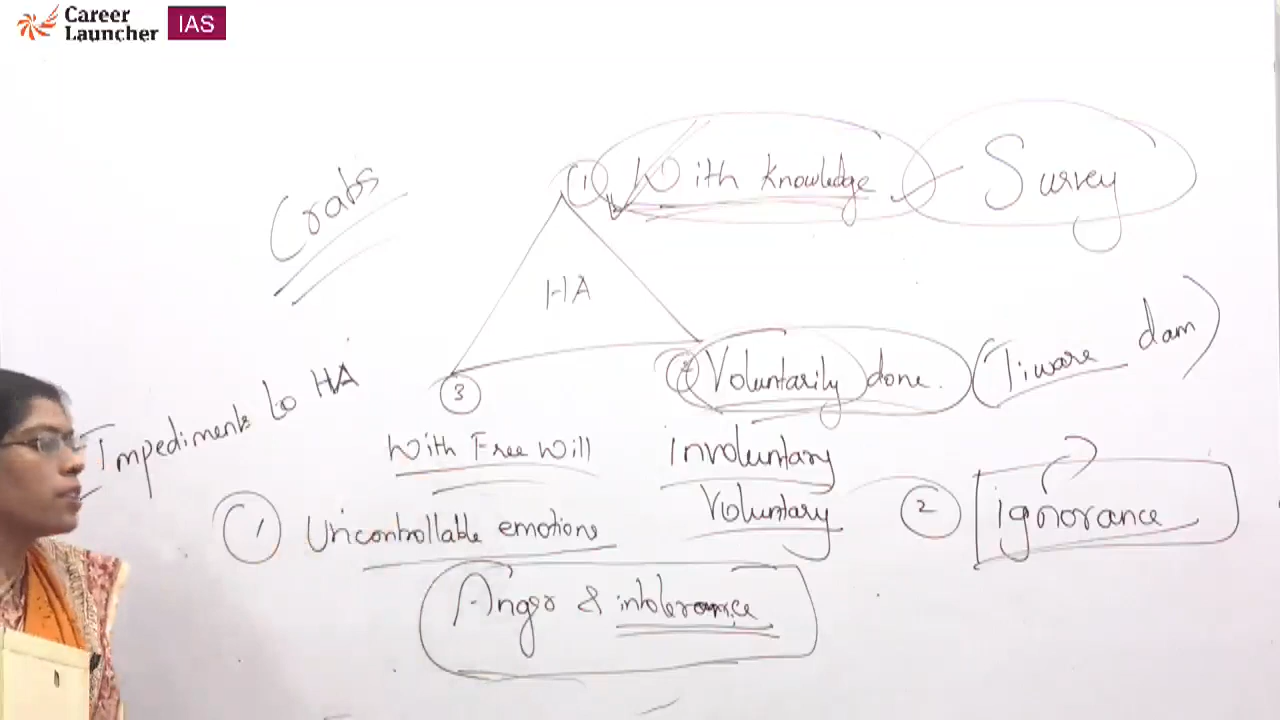 Career Launcher IAS
Crabs
① With knowledge
Survey
HA
② Voluntarily done.
(Tiware dam)
③
With Free Will
Involuntary
Voluntary
Impediments to HA
① Uncontrollable emotions
② ignorance
Anger & intolerance